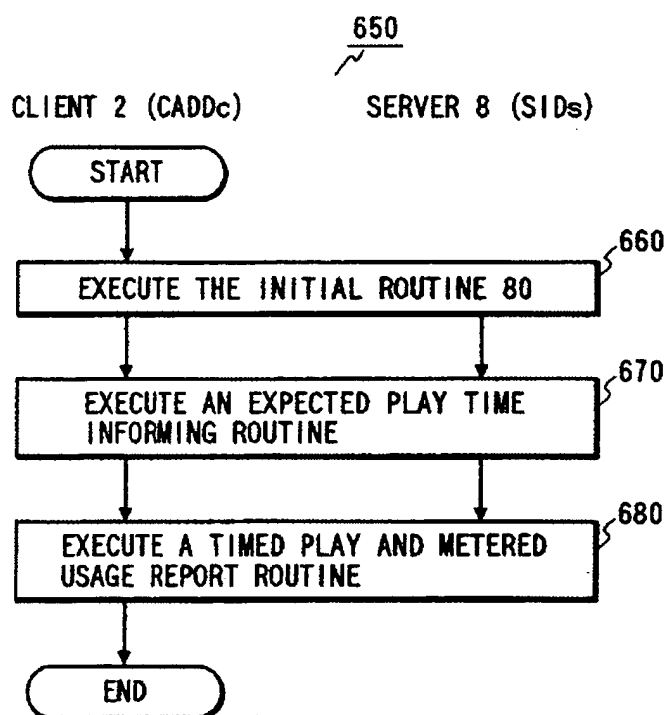 650
CLIENT 2 (CADDc) SERVER 8 (SIDs)
START
660
EXECUTE THE INITIAL ROUTINE 80
670
EXECUTE AN EXPECTED PLAY TIME
INFORMING ROUTINE
680
EXECUTE A TIMED PLAY AND METERED
USAGE REPORT ROUTINE
END